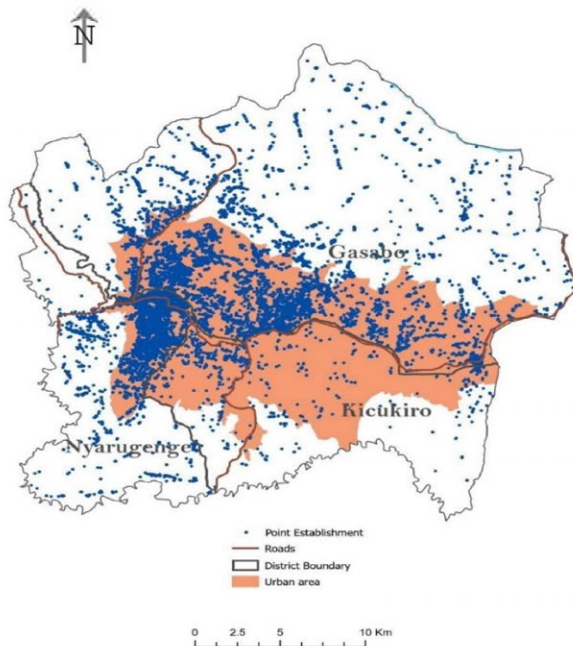 N
Gasabo
Kicukiro
Nyarugenge
Point Establishment
Roads
District Boundary
Urban area
0 2.5 5 10 Km